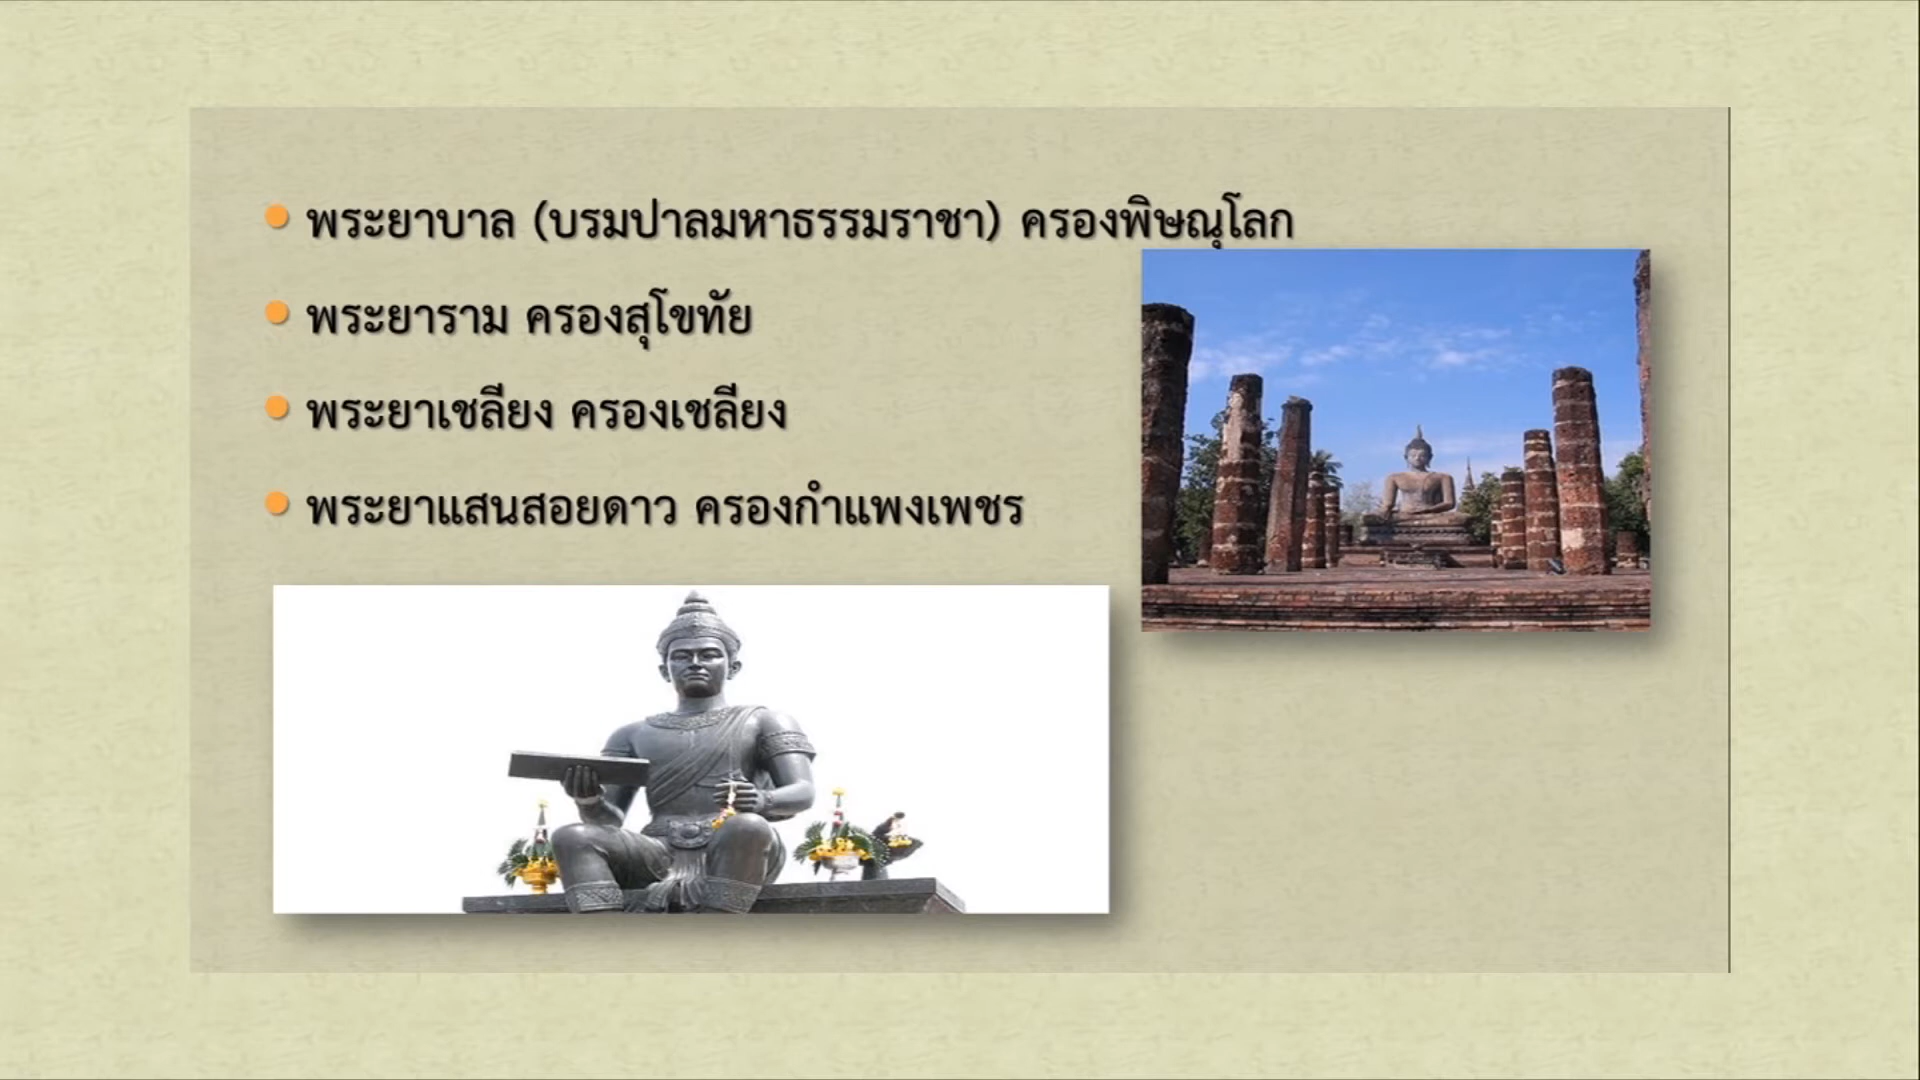 พระยาบาล (บรมปาลมหาธรรมราชา) ครองพิษณุโลก
พระยาราม ครองสุโขทัย
พระยาเชลียง ครองเชลียง
พระยาแสนสอยดาว ครองกำแพงเพชร